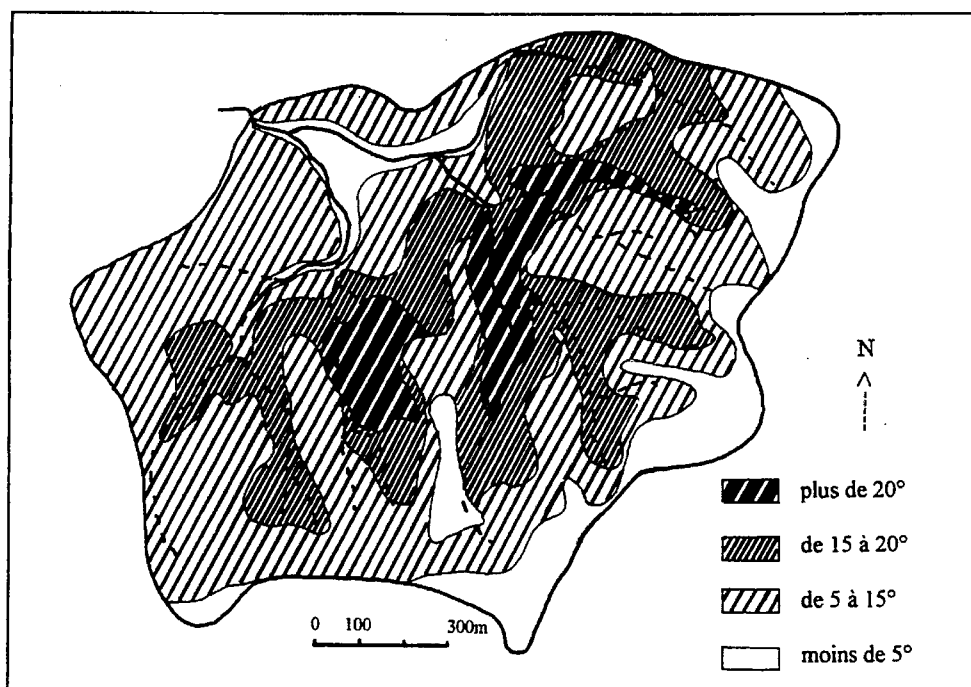 N
plus de 20°
de 15 à 20°
de 5 à 15°
moins de 5°
0 100 300m